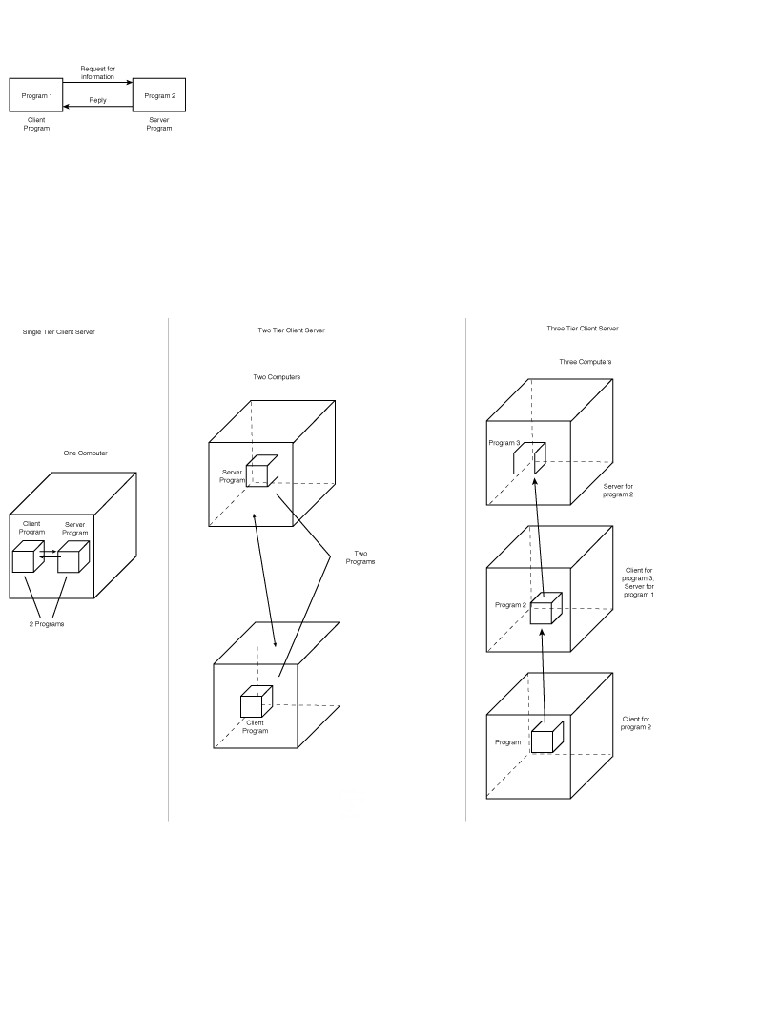 Request for
information
Program 1
Program 2
Reply
Client
Program
Server
Program
Single Tier Client Server
Two Tier Client Server
Three Tier Client Server
Two Computers
Three Computers
One Computer
Client
Program
Server
Program
2 Programs
Server
Program
Two
Programs
Client
Program
Program 3
Server for
program 2
Program 2
Client for
program 3,
Server for
program 1
Program
Client for
program 2